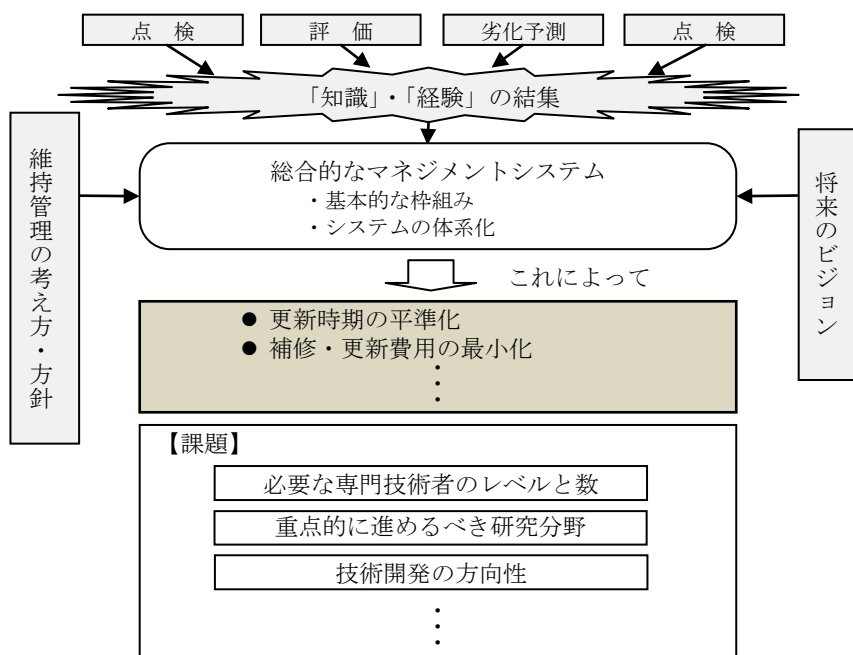 点　検
評　価
劣化予測
点　検
「知識」・「経験」の結集
維持管理の考え方・方針
総合的なマネジメントシステム
・基本的な枠組み
・システムの体系化
将来のビジョン
これによって
● 更新時期の平準化
● 補修・更新費用の最小化
・
・
・
【課題】
必要な専門技術者のレベルと数
重点的に進めるべき研究分野
技術開発の方向性
・
・
・